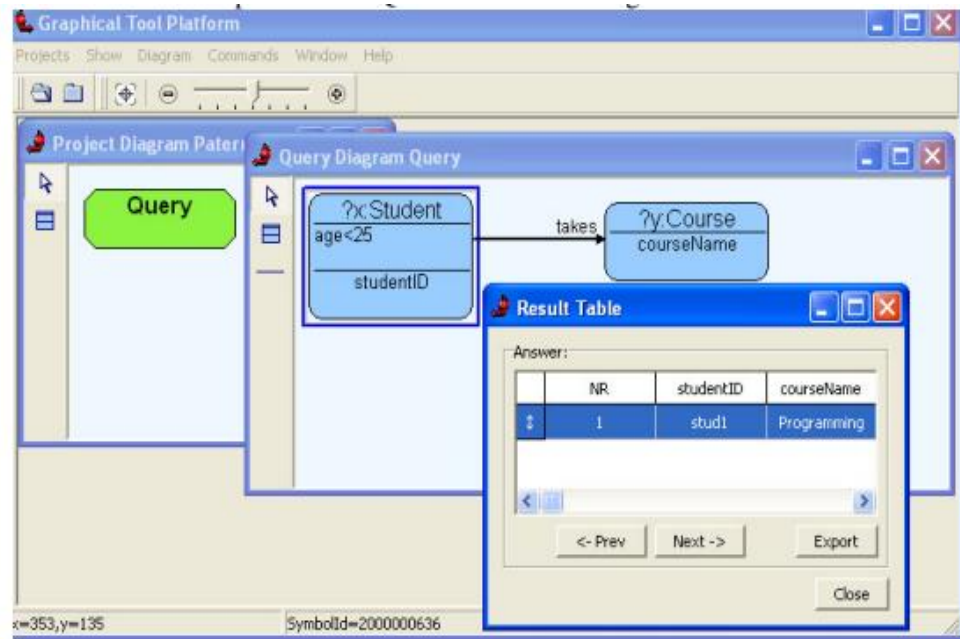 Graphical Tool Platform
Projects Show Diagram Commands Window Help
Project Diagram Patern
Query
Query Diagram Query
?x:Student
age<25
studentID
takes
?y:Course
courseName
Result Table
Answer:
NR studentID courseName
1 stud1 Programming
<- Prev Next -> Export
Close
x=353,y=135 SymbolId=2000000636